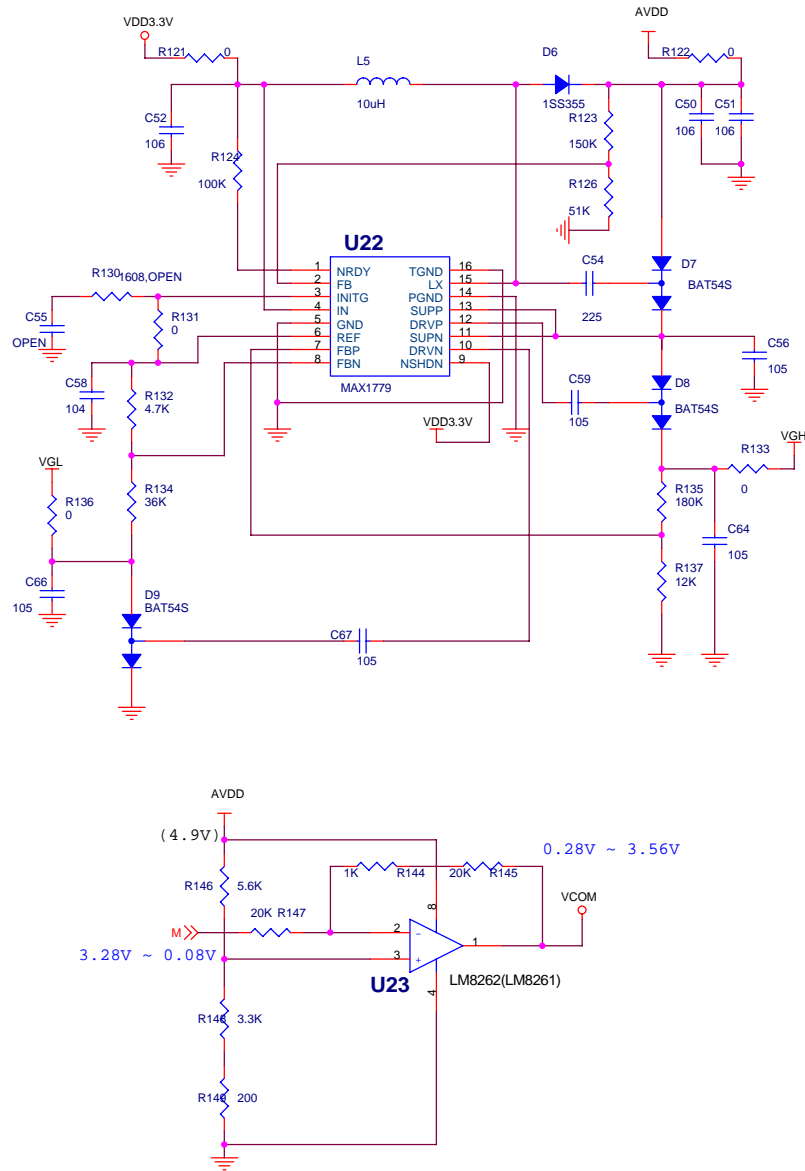 VDD3.3V
AVDD
R121
0
R122
0
L5
10uH
D6
1SS355
C52
106
R123
150K
C50
106
C51
106
R124
100K
R126
51K
U22
R130
1608,OPEN
C55
OPEN
R131
0
1
NRDY
2
FB
3
INITG
4
IN
5
GND
6
REF
7
FBP
8
FBN
TGND
16
LX
15
PGND
14
SUPP
13
DRVP
12
SUPN
11
DRVN
10
NSHDN
9
MAX1779
C54
225
D7
BAT54S
C56
105
C58
104
R132
4.7K
C59
105
D8
BAT54S
VDD3.3V
VGL
R136
0
R134
36K
R133
0
VGH
R135
180K
C64
105
R137
12K
C66
105
D9
BAT54S
C67
105
AVDD
(4.9V)
0.28V ~ 3.56V
R146
5.6K
1K
R144
20K
R145
VCOM
M
20K
R147
3.28V ~ 0.08V
2
3
8
1
4
U23
LM8262(LM8261)
R148
3.3K
R149
200